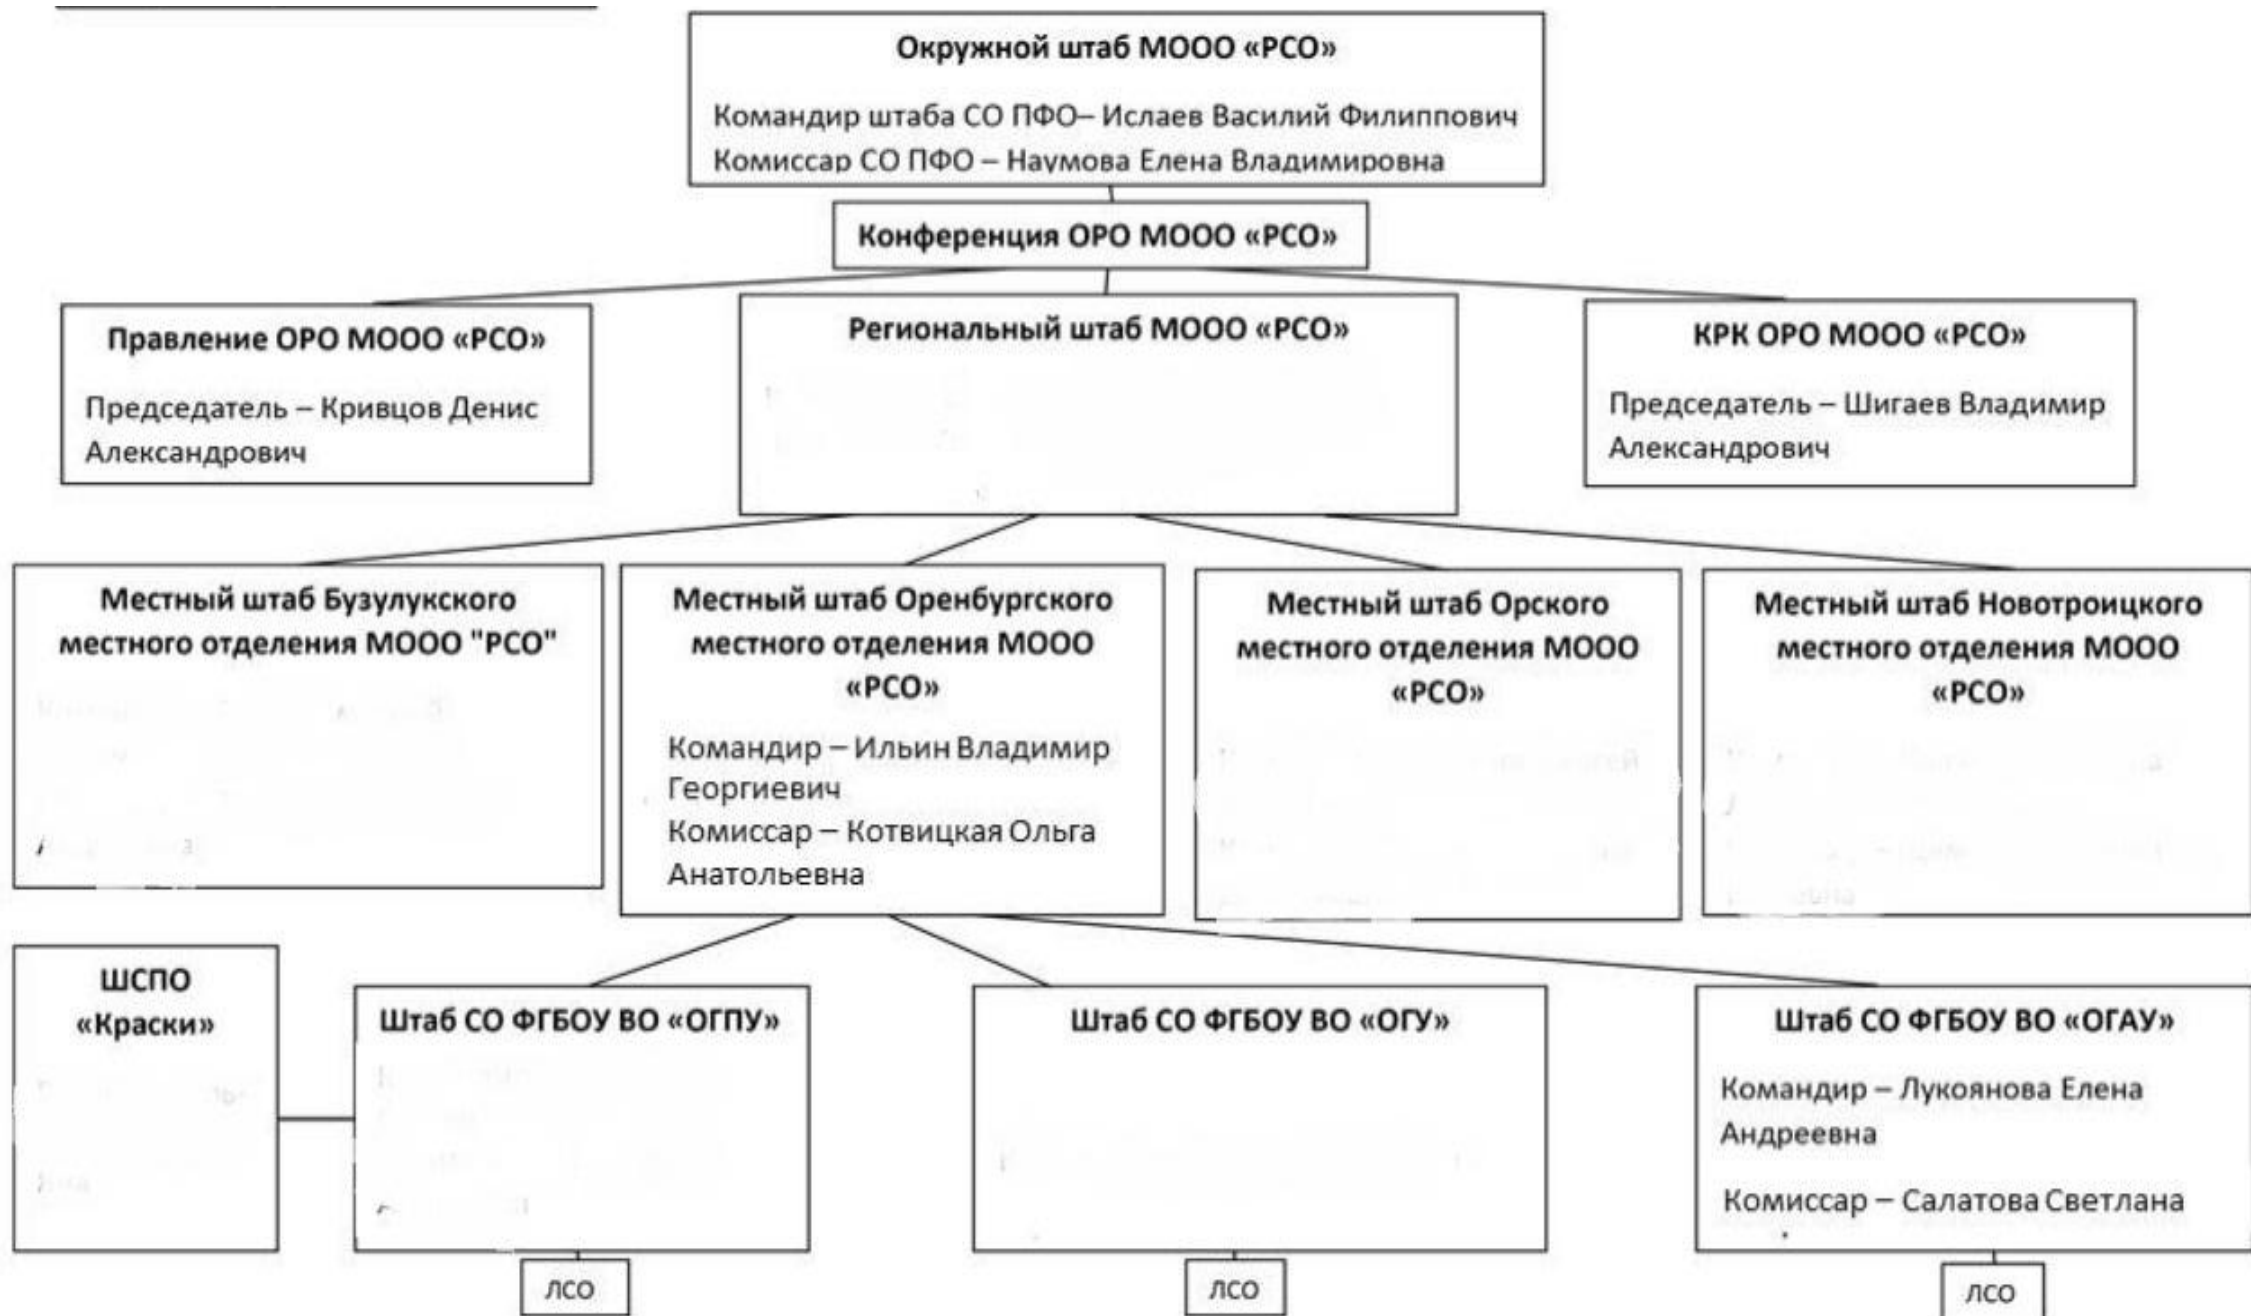 Окружной штаб МООО «РСО»
Командир штаба СО ПФО– Ислаев Василий Филиппович
Комиссар СО ПФО – Наумова Елена Владимировна
Конференция ОРО МООО «РСО»
Правление ОРО МООО «РСО»
Председатель – Кривцов Денис
Александрович
Региональный штаб МООО «РСО»
КРК ОРО МООО «РСО»
Председатель – Шигаев Владимир
Александрович
Местный штаб Бузулукского
местного отделения МООО "РСО"
Местный штаб Оренбургского
местного отделения МООО
«РСО»
Командир – Ильин Владимир
Георгиевич
Комиссар – Котвицкая Ольга
Анатольевна
Местный штаб Орского
местного отделения МООО
«РСО»
Местный штаб Новотроицкого
местного отделения МООО
«РСО»
ШСПО
«Краски»
Штаб СО ФГБОУ ВО «ОГПУ»
Штаб СО ФГБОУ ВО «ОГУ»
Штаб СО ФГБОУ ВО «ОГАУ»
Командир – Лукоянова Елена
Андреевна
Комиссар – Салатова Светлана
ЛСО
ЛСО
ЛСО